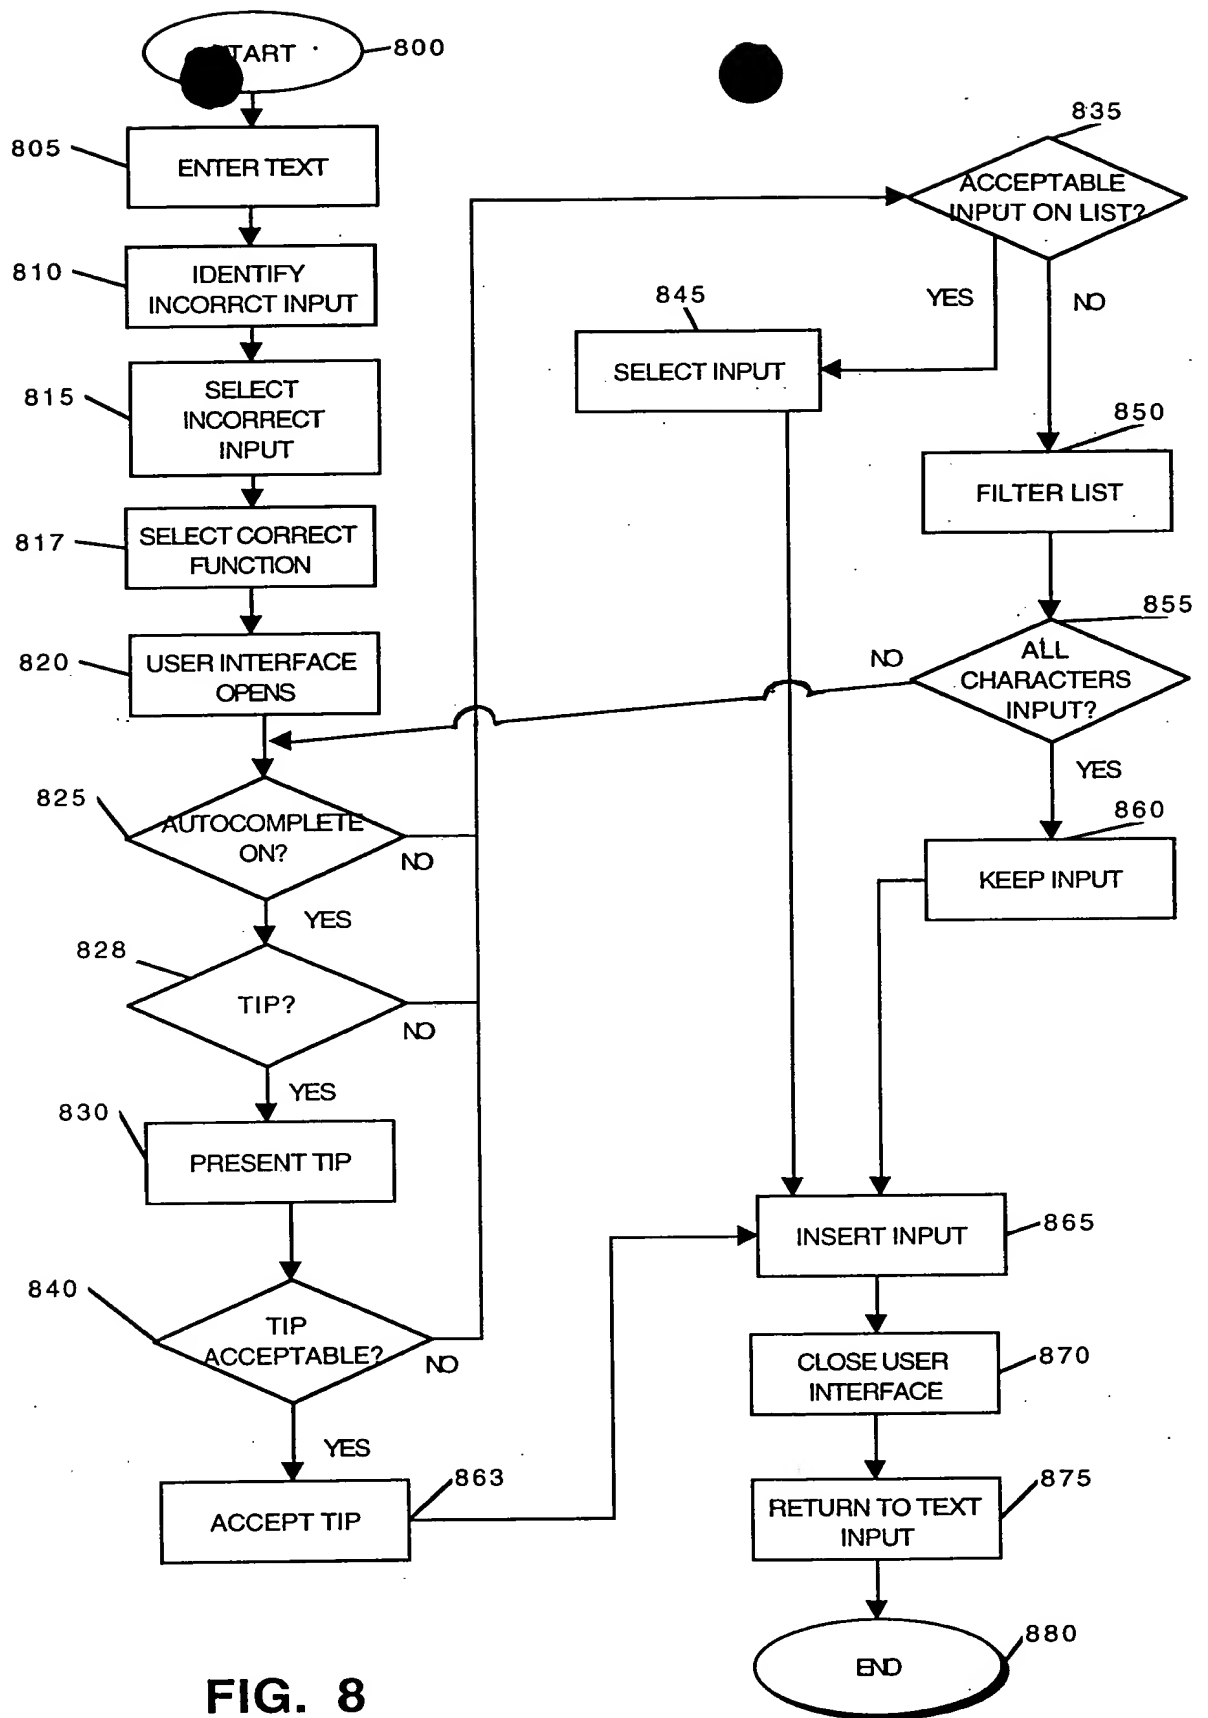 START
800
805
ENTER TEXT
810
IDENTIFY
INCORRCT INPUT
815
SELECT
INCORRECT
INPUT
817
SELECT CORRECT
FUNCTION
820
USER INTERFACE
OPENS
825
AUTOCOMPLETE
ON?
NO
YES
828
TIP?
NO
YES
830
PRESENT TIP
840
TIP
ACCEPTABLE?
NO
YES
863
ACCEPT TIP
835
ACCEPTABLE
INPUT ON LIST?
YES
NO
845
SELECT INPUT
850
FILTER LIST
855
ALL
CHARACTERS
INPUT?
NO
YES
860
KEEP INPUT
INSERT INPUT
865
CLOSE USER
INTERFACE
870
RETURN TO TEXT
INPUT
875
END
880
FIG. 8